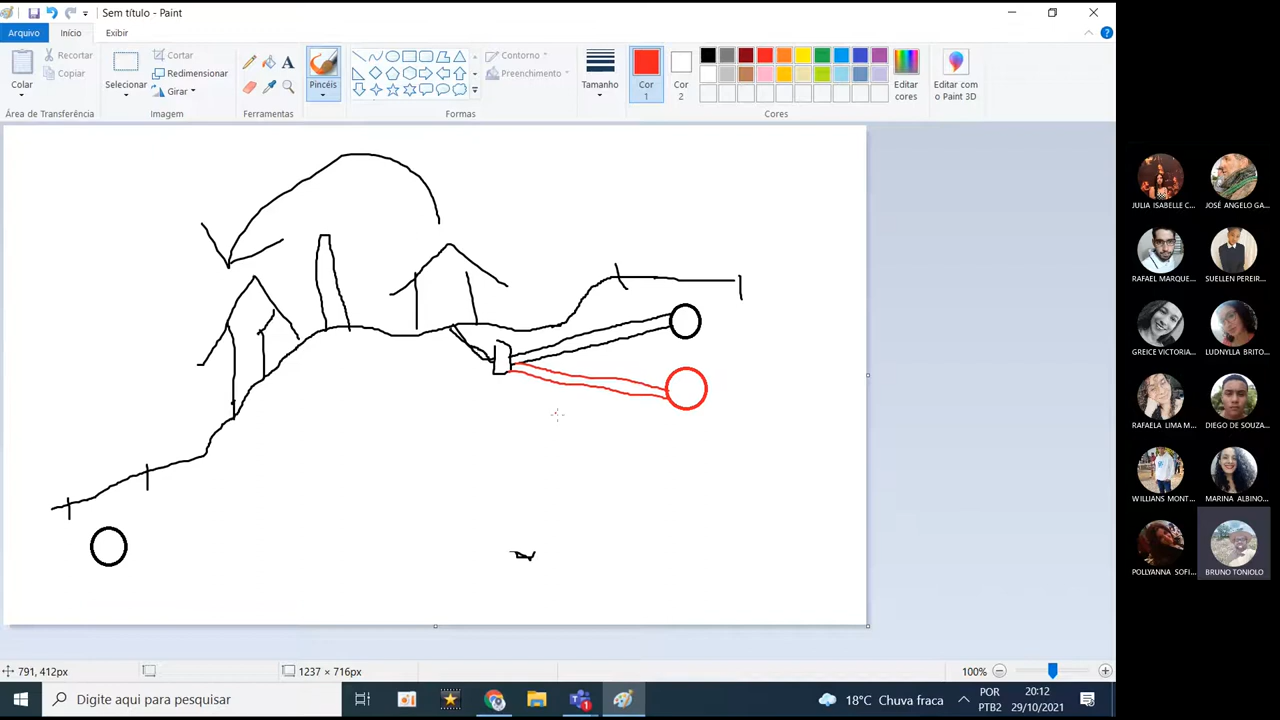 Sem título - Paint
Arquivo
Início
Exibir
Colar
Recortar
Copiar
Área de Transferência
Selecionar
Cortar
Redimensionar
Girar
Imagem
A
Ferramentas
Pincéis
Contorno
Preenchimento
Formas
Tamanho
Cor
1
Cor
2
Editar
cores
Cores
Editar com
o Paint 3D
JULIA ISABELLE C...
JOSÉ ANGELO GA...
RAFAEL MARQUE...
SUELLEN PEREIR...
GREICE VICTORIA...
LUDNYLLA BRITO...
RAFAELA LIMA M...
DIEGO DE SOUZA...
WILLIANS MONT...
MARINA ALBINO...
POLLYANNA SOFI...
BRUNO TONIOLO
791, 412px
1237 × 716px
100%
Digite aqui para pesquisar
1
18°C Chuva fraca
POR
PTB2
20:12
29/10/2021